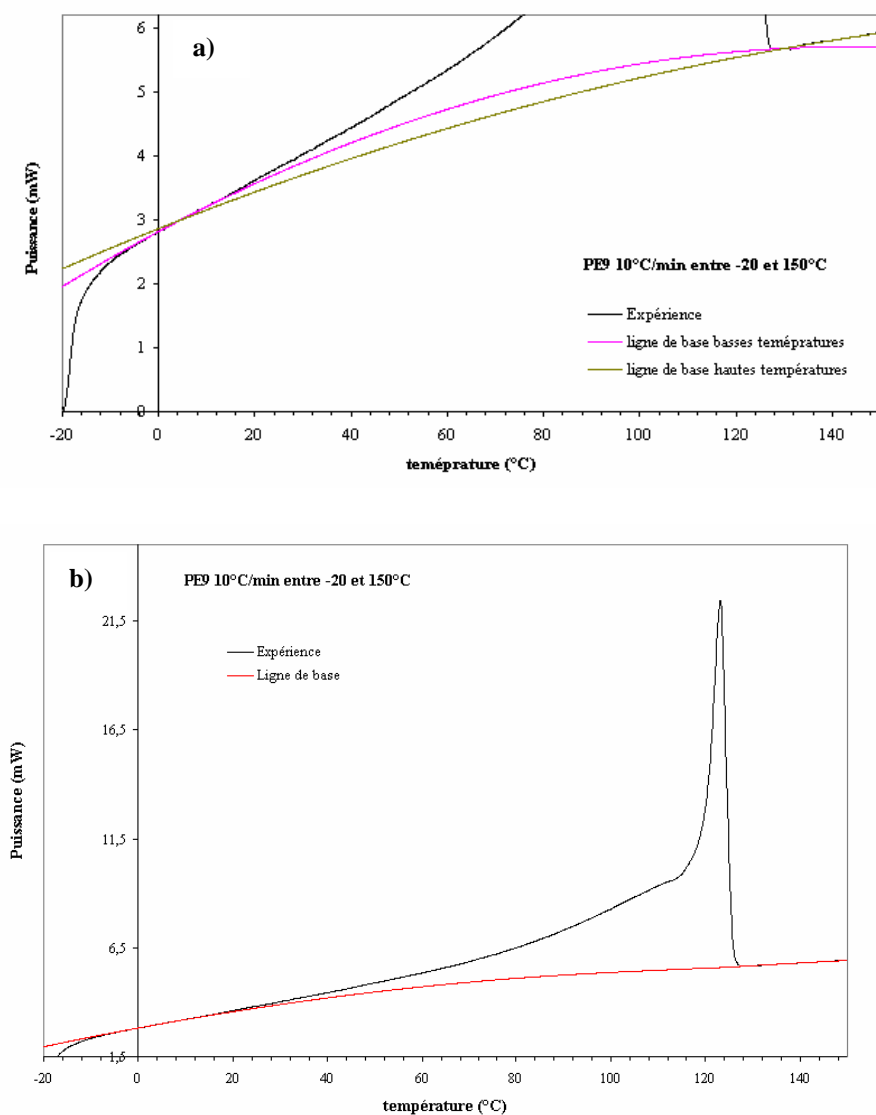 a)
6
5
4
3
2
1
0
Puissance (mW)
PE9 10°C/min entre -20 et 150°C
Expérience
ligne de base basses temépratures
ligne de base hautes températures
-20 0 20 40 60 80 100 120 140
teméprature (°C)
b)
PE9 10°C/min entre -20 et 150°C
21,5
Expérience
Ligne de base
16,5
11,5
6,5
1,5
Puissance (mW)
-20 0 20 40 60 80 100 120 140
température (°C)